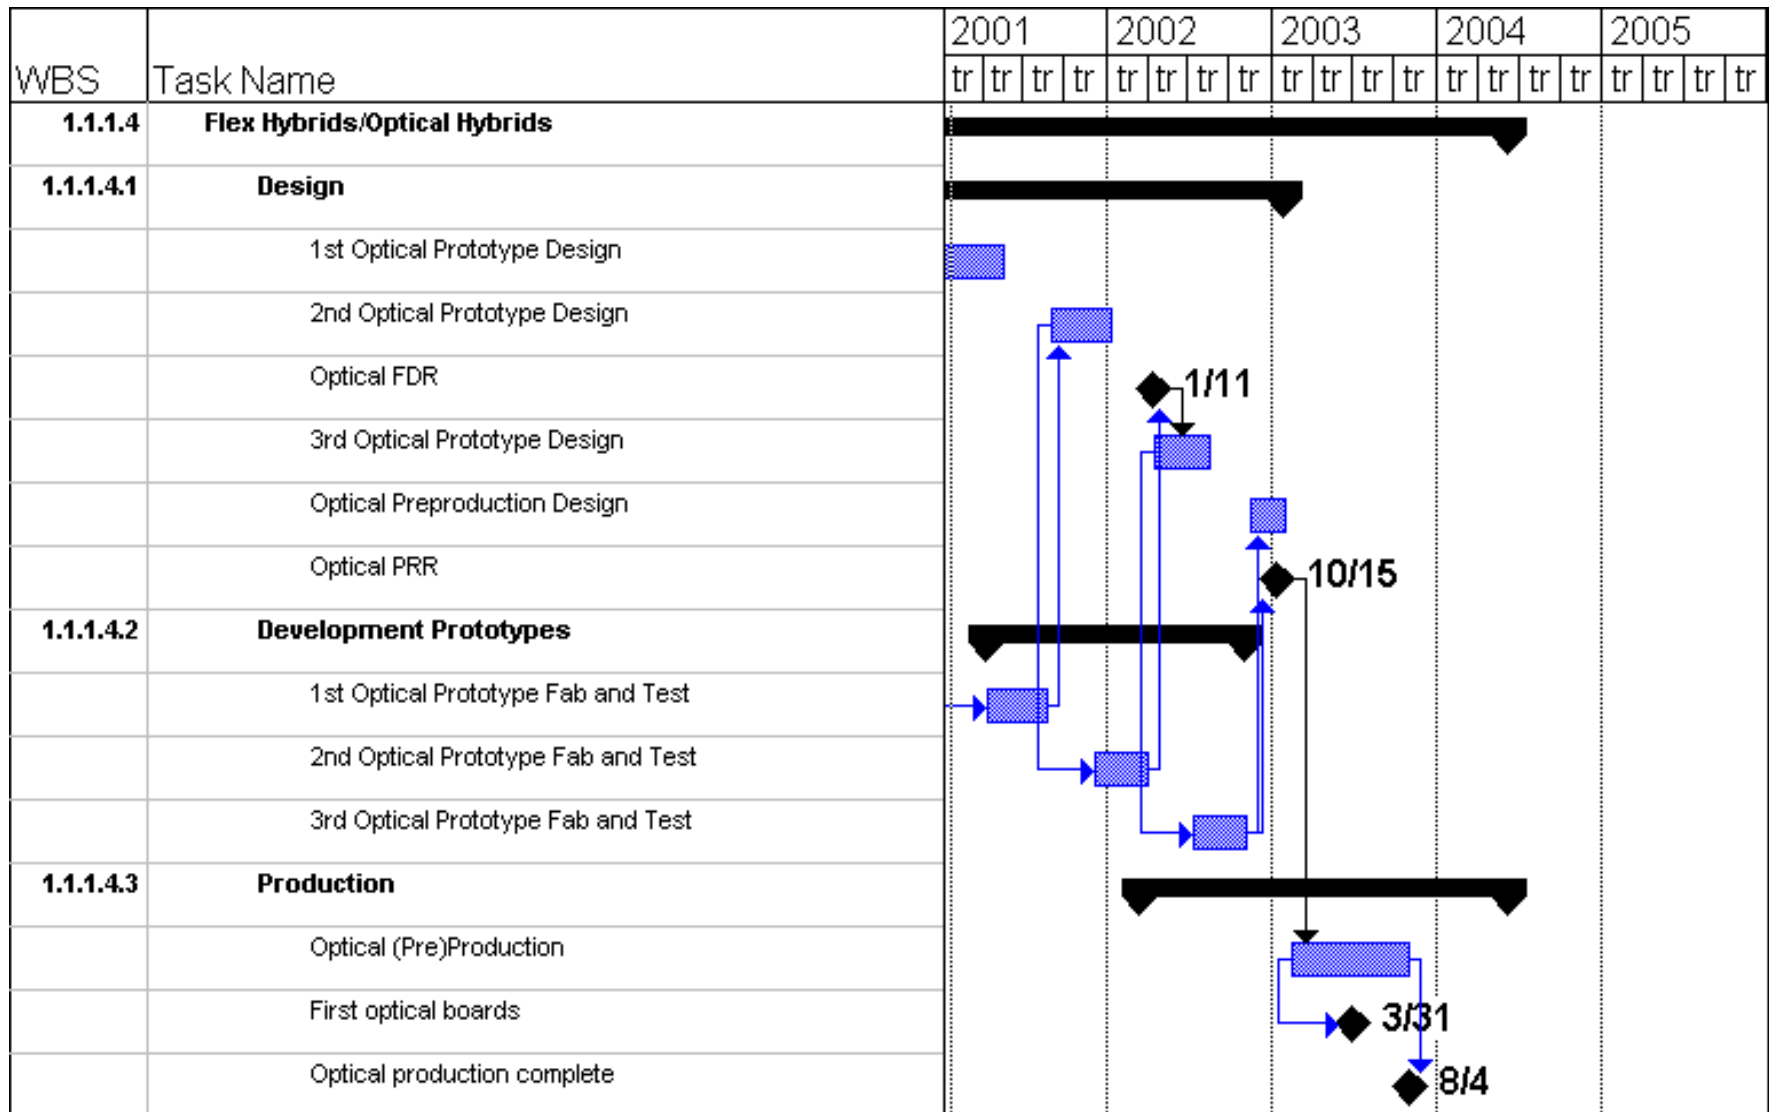 2001 2002 2003 2004 2005
WBS Task Name tr tr tr tr tr tr tr tr tr tr tr tr tr tr tr tr tr tr tr tr
1.1.1.4 Flex Hybrids/Optical Hybrids
1.1.1.4.1 Design
1st Optical Prototype Design
2nd Optical Prototype Design
Optical FDR 1/11
3rd Optical Prototype Design
Optical Preproduction Design
Optical PRR 10/15
1.1.1.4.2 Development Prototypes
1st Optical Prototype Fab and Test
2nd Optical Prototype Fab and Test
3rd Optical Prototype Fab and Test
1.1.1.4.3 Production
Optical (Pre)Production
First optical boards 3/31
Optical production complete 8/4